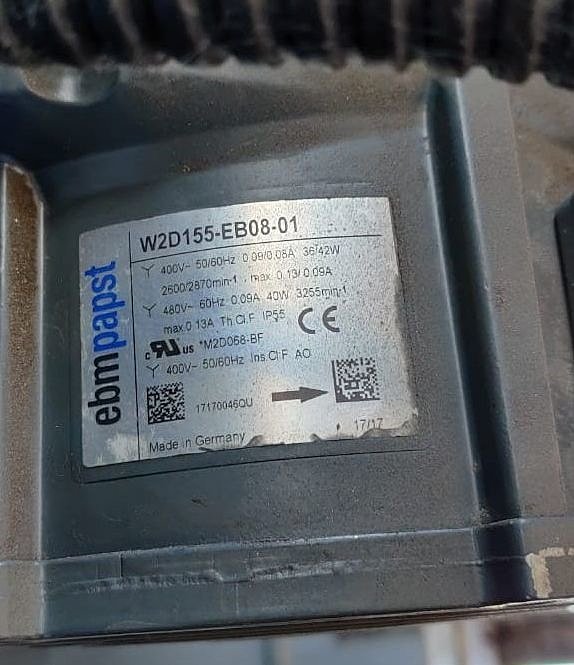 ebmpapst
W2D155-EB08-01
Y 400V~ 50/60Hz 0.09/0.08A 36/42W
2600/2870min-1, max. 0.13/0.09A
Y 480V~ 60Hz 0.09A 40W 3255min-1
max.0.13A Th.Cl.F IP55 CE
c RU us *M2D068-BF
Y 400V~ 50/60Hz Ins.Cl.F AO
17170046QU
17/17
Made in Germany